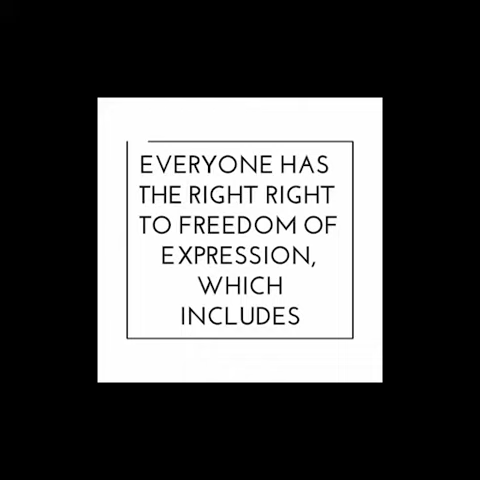 EVERYONE HAS
THE RIGHT RIGHT
TO FREEDOM OF
EXPRESSION,
WHICH
INCLUDES